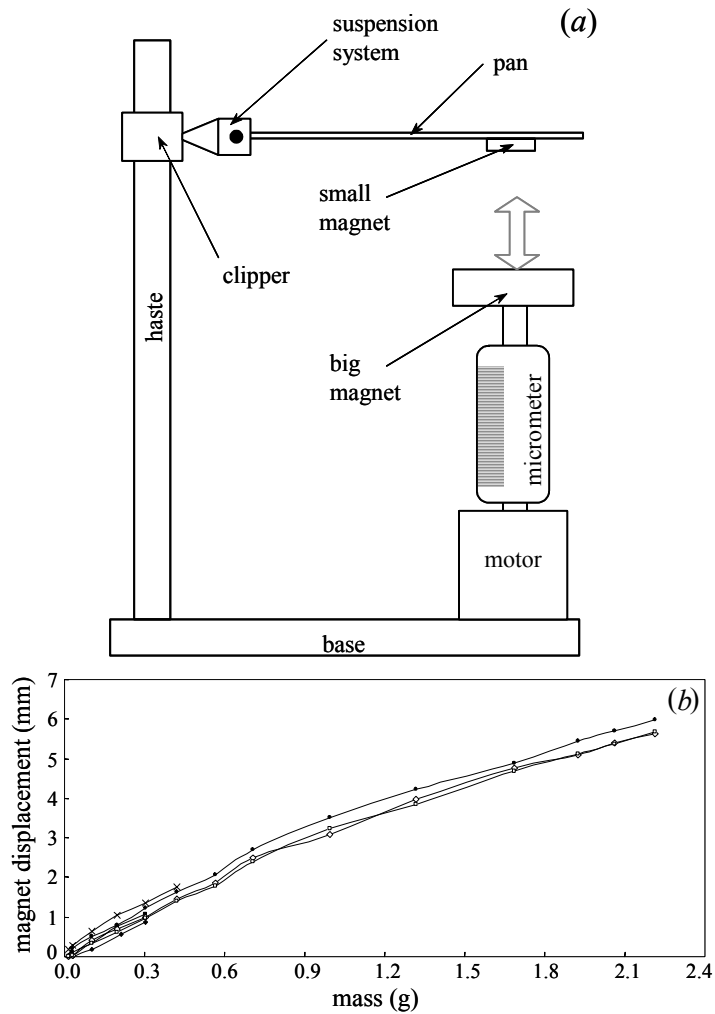 suspension
system
(a)
pan
small
magnet
clipper
haste
big
magnet
micrometer
motor
base
(b)
magnet displacement (mm)
7
6
5
4
3
2
1
0
0.0 0.3 0.6 0.9 1.2 1.5 1.8 2.1 2.4
mass (g)